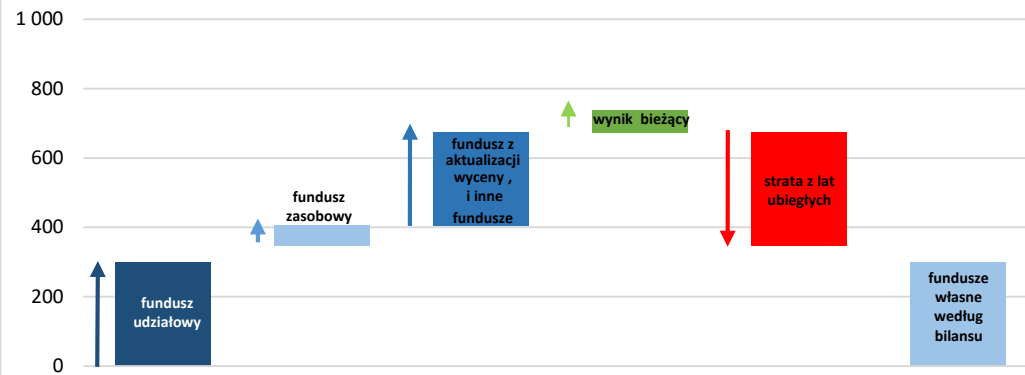 1 000
800
600
400
200
0
fundusz
udziałowy
fundusz
zasobowy
fundusz z
aktualizacji
wyceny ,
i inne
fundusze
wynik bieżący
strata z lat
ubiegłych
fundusze
własne
według
bilansu